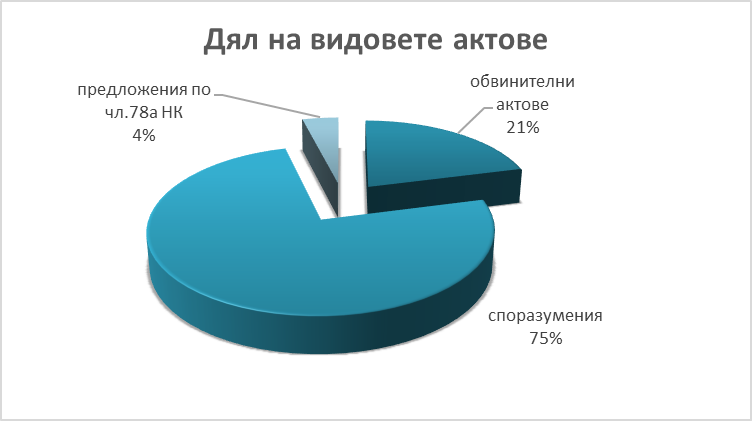 Дял на видовете актове
предложения по
чл.78а НК
4%
обвинителни
актове
21%
споразумения
75%